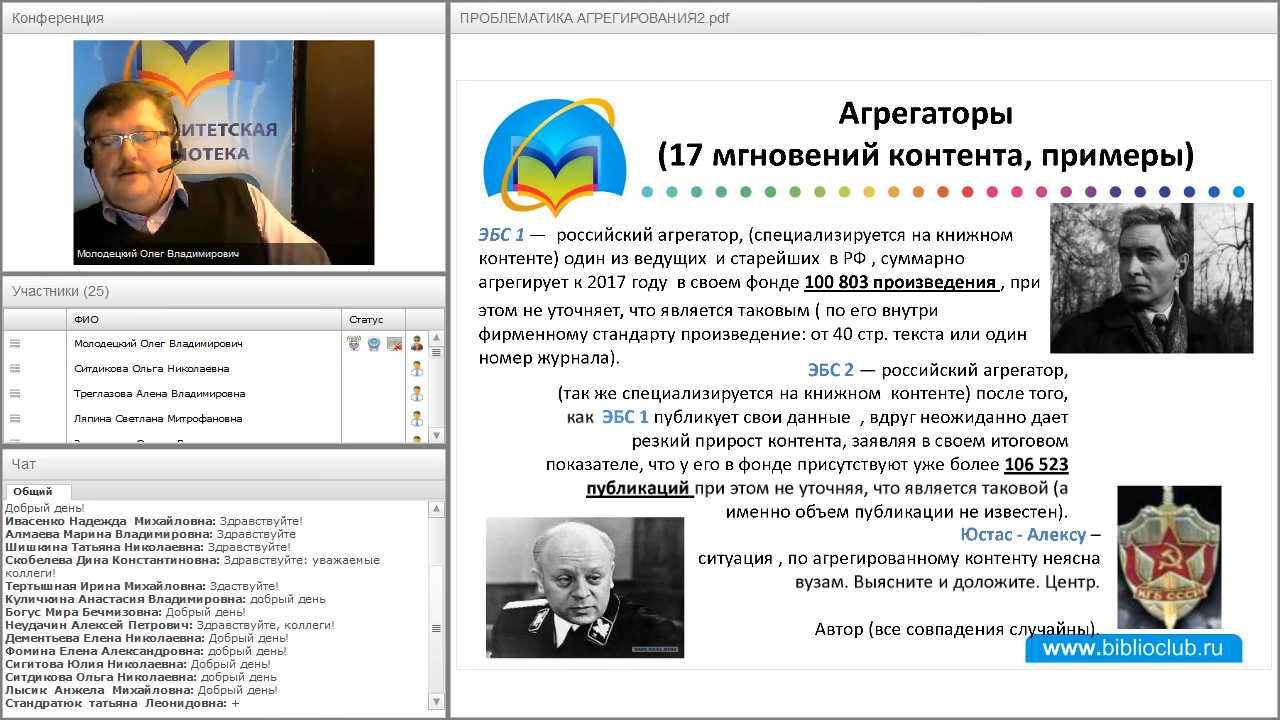 Конференция
ИТЕТСКАЯ
ОТЕКА
Молодецкий Олег Владимирович
Участники (25)
ФИО
Статус
Молодецкий Олег Владимирович
Ситдикова Ольга Николаевна
Треглазова Алена Владимировна
Ляпина Светлана Митрофановна
Чат
Общий
Добрый день!
Ивасенко Надежда Михайловна: Здравствуйте!
Алмаева Марина Владимировна: Здравствуйте
Шишкина Татьяна Николаевна: Здравствуйте!
Скобелева Дина Константиновна: Здравствуйте: уважаемые
коллеги!
Тертышная Ирина Михайловна: Здаствуйте!
Куличкина Анастасия Владимировна: добрый день
Богус Мира Бечмизовна: Добрый день!
Неудачин Алексей Петрович: Здравствуйте, коллеги!
Дементьева Елена Николаевна: Добрый день!
Фомина Елена Александровна: добрый день!
Сигитова Юлия Николаевна: Добрый день!
Ситдикова Ольга Николаевна: добрый день
Лысик Анжела Михайловна: Добрый день!
Стандратюк татьяна Леонидовна: +
ПРОБЛЕМАТИКА АГРЕГИРОВАНИЯ2.pdf
Агрегаторы
(17 мгновений контента, примеры)
ЭБС 1 — российский агрегатор, (специализируется на книжном
контенте) один из ведущих и старейших в РФ , суммарно
агрегирует к 2017 году в своем фонде 100 803 произведения , при
этом не уточняет, что является таковым ( по его внутри
фирменному стандарту произведение: от 40 стр. текста или один
номер журнала).
ЭБС 2 — российский агрегатор,
(так же специализируется на книжном контенте) после того,
как ЭБС 1 публикует свои данные , вдруг неожиданно дает
резкий прирост контента, заявляя в своем итоговом
показателе, что у его в фонде присутствуют уже более 106 523
публикаций при этом не уточняя, что является таковой (а
именно объем публикации не известен).
Юстас - Алексу –
ситуация , по агрегированному контенту неясна
вузам. Выясните и доложите. Центр.
КГБ СССР
Автор (все совпадения случайны).
www.biblioclub.ru